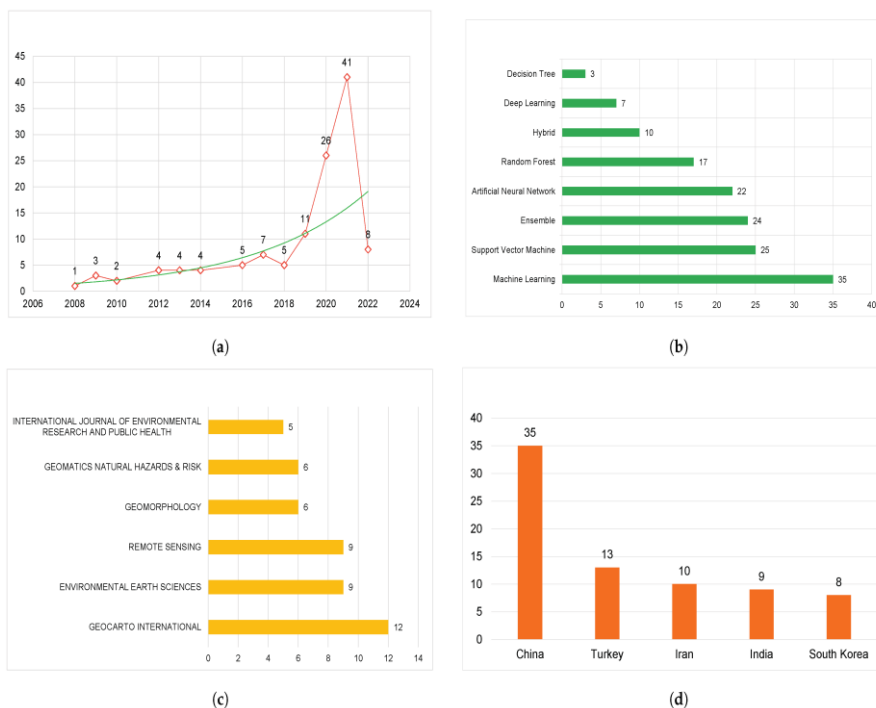 45
40
35
30
25
20
15
10
5
0
1
3
2
4
4
4
5
7
5
11
26
41
8
2006 2008 2010 2012 2014 2016 2018 2020 2022 2024
(a)
Decision Tree 3
Deep Learning 7
Hybrid 10
Random Forest 17
Artificial Neural Network 22
Ensemble 24
Support Vector Machine 25
Machine Learning 35
0 5 10 15 20 25 30 35 40
(b)
INTERNATIONAL JOURNAL OF ENVIRONMENTAL
RESEARCH AND PUBLIC HEALTH 5
GEOMATICS NATURAL HAZARDS & RISK 6
GEOMORPHOLOGY 6
REMOTE SENSING 9
ENVIRONMENTAL EARTH SCIENCES 9
GEOCARTO INTERNATIONAL 12
0 2 4 6 8 10 12 14
(c)
40
35
30
25
20
15
10
5
0
35
13
10
9
8
China Turkey Iran India South Korea
(d)